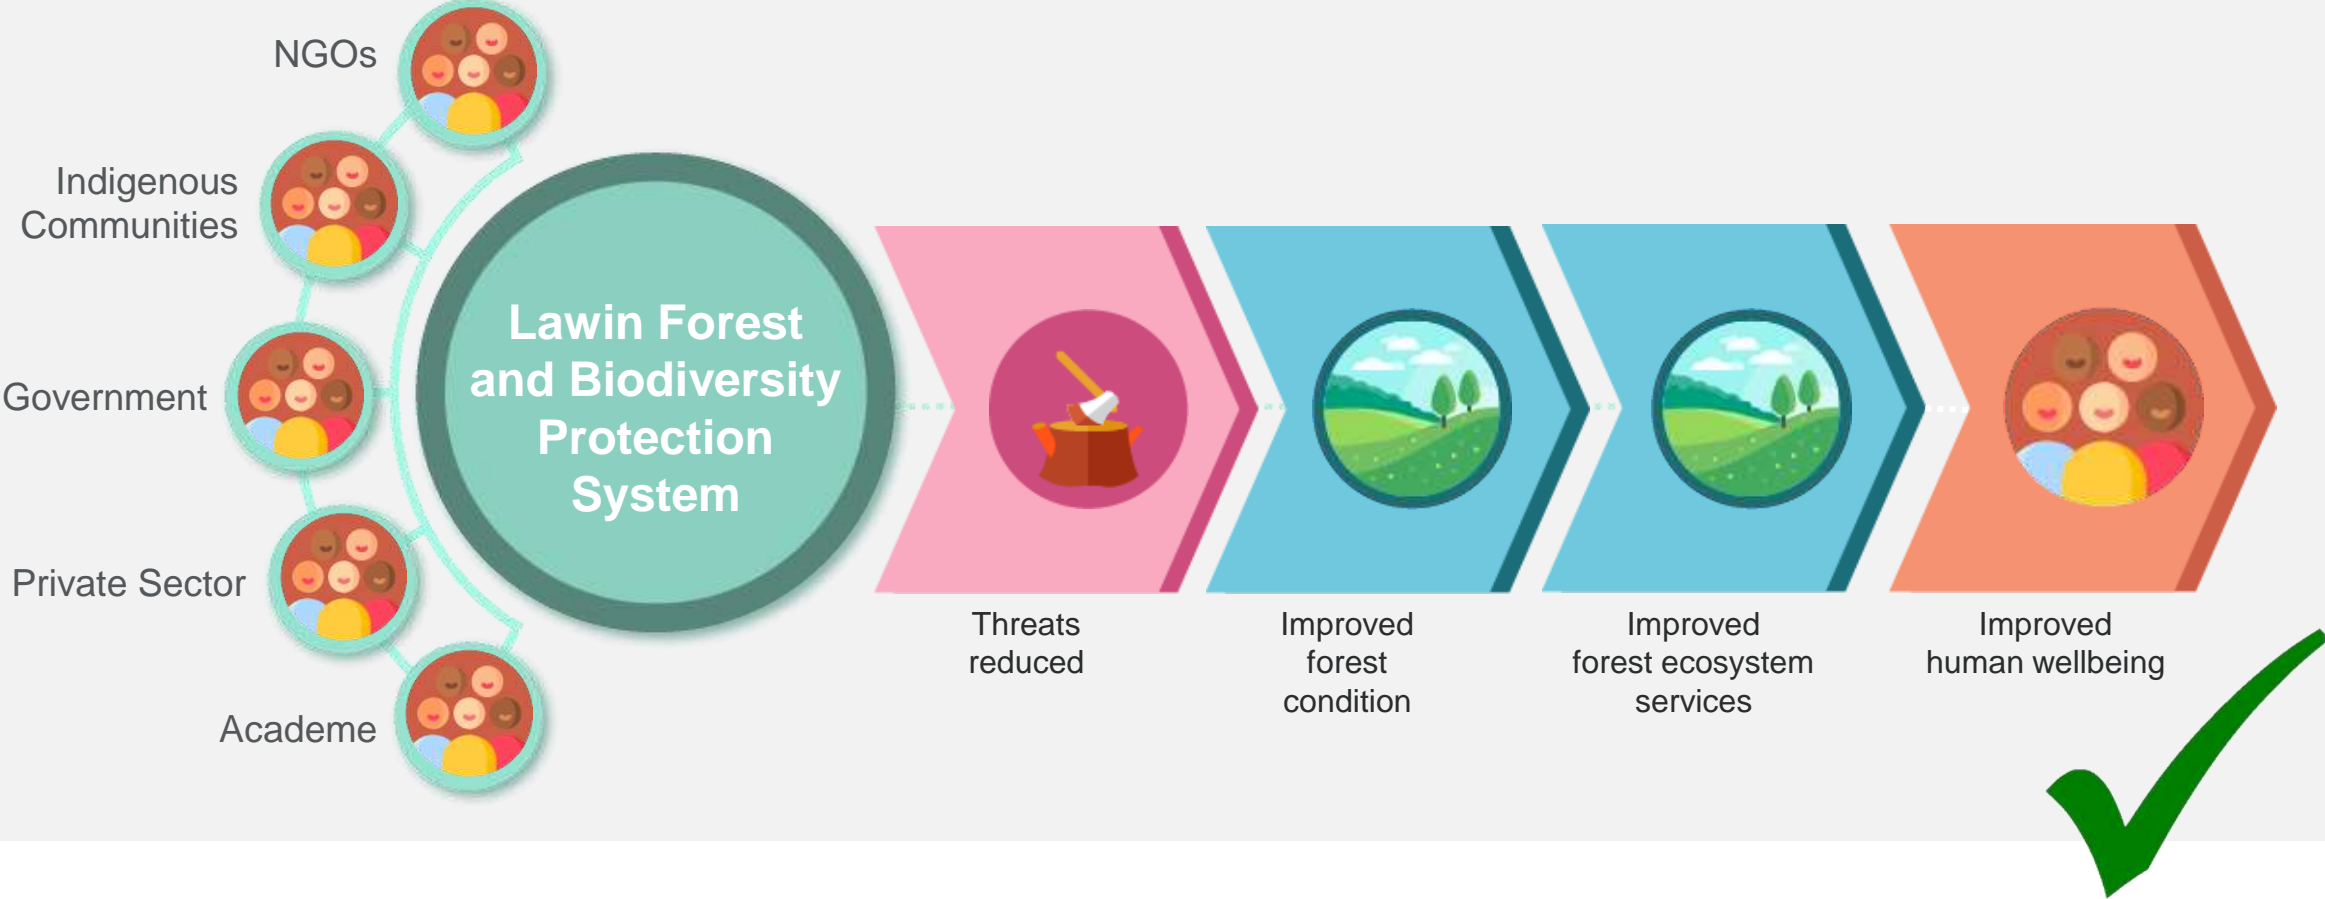 NGOs
Indigenous
Communities
Government
Private Sector
Academe
Lawin Forest
and Biodiversity
Protection
System
Threats
reduced
Improved
forest
condition
Improved
forest ecosystem
services
Improved
human wellbeing